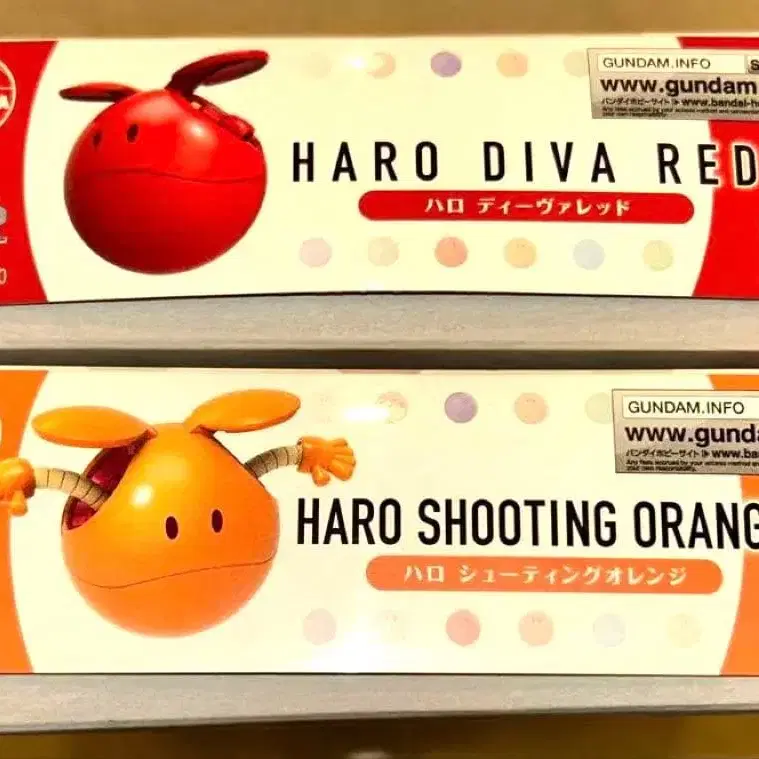 GUNDAM.INFO
www.gundam
バンダイホビーサイト ▶ www.bandai-h
HARO DIVA RED
ハロ ディーヴァレッド
GUNDAM.INFO
www.gunda
バンダイホビーサイト ▶ www.ba
HARO SHOOTING ORANG
ハロ シューティングオレンジ